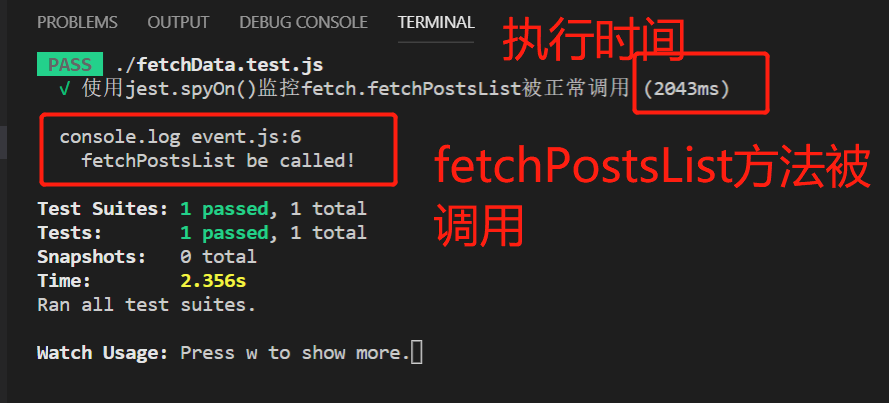 PROBLEMS OUTPUT DEBUG CONSOLE TERMINAL
执行时间
PASS ./fetchData.test.js
√ 使用jest.spyOn()监控fetch.fetchPostsList被正常调用 (2043ms)
console.log event.js:6
fetchPostsList be called!
fetchPostsList方法被
调用
Test Suites: 1 passed, 1 total
Tests: 1 passed, 1 total
Snapshots: 0 total
Time: 2.356s
Ran all test suites.
Watch Usage: Press w to show more.